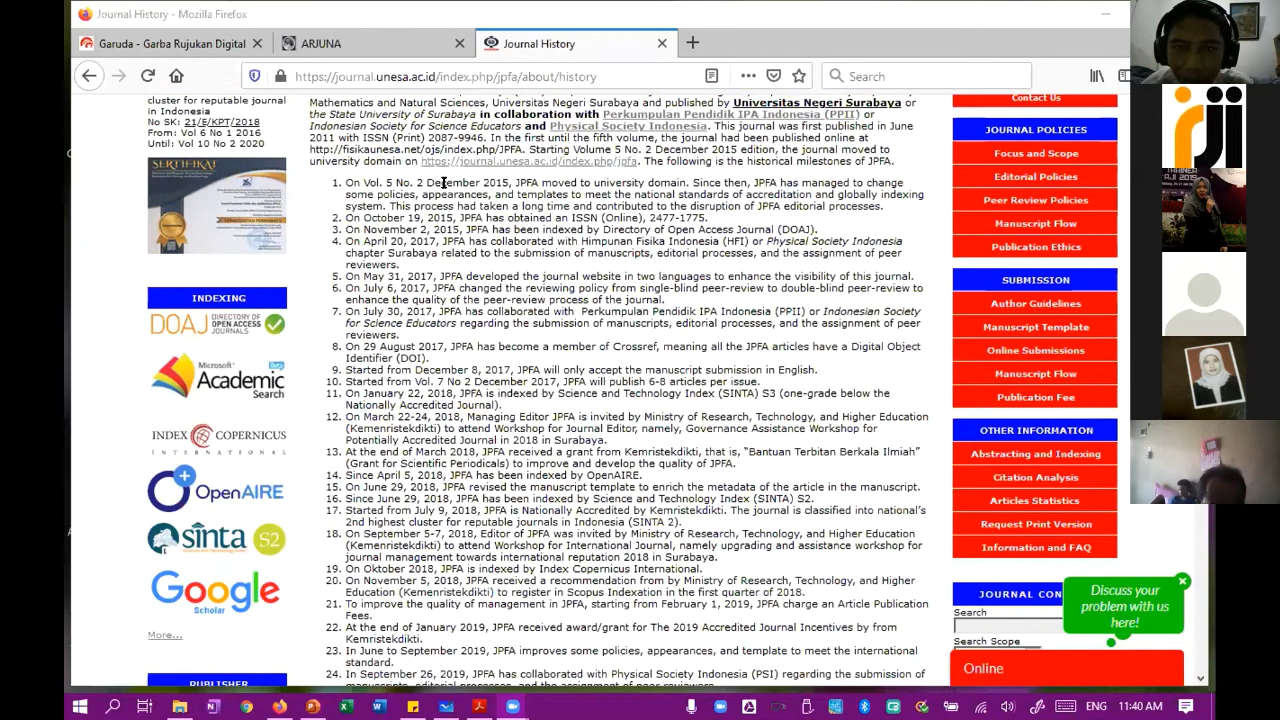 Journal History - Mozilla Firefox
Garuda - Garba Rujukan Digital
ARJUNA
Journal History
https://journal.unesa.ac.id/index.php/jpfa/about/history
Search
cluster for reputable journal
in Indonesia
No SK: 21/E/KPT/2018
From: Vol 6 No 1 2016
Until: Vol 10 No 2 2020
SERTIFIKAT
INDEXING
DOAJ DIRECTORY OF OPEN ACCESS JOURNALS
Microsoft
Academic
Search
INDEX COPERNICUS
INTERNATIONAL
OpenAIRE
sinta S2
Google
Scholar
More...
PUBLISHER
Mathematics and Natural Sciences, Universitas Negeri Surabaya and published by Universitas Negeri Surabaya or
the State University of Surabaya in collaboration with Perkumpulan Pendidik IPA Indonesia (PPII) or
Indonesian Society for Science Educators and Physical Society Indonesia. This journal was first published in June
2011 with ISSN (Print) 2087-9946. In the first until the fifth volume, the journal had been published online at
http://fisikaunesa.net/ojs/index.php/JPFA. Starting Volume 5 No. 2 December 2015 edition, the journal moved to
university domain on https://journal.unesa.ac.id/index.php/jpfa. The following is the historical milestones of JPFA.
1. On Vol. 5 No. 2 December 2015, JPFA moved to university domain. Board of JPFA has managed to change
some policies, appearances, and templates to meet the national standards of accreditation and globally indexing
system. This process had taken a long time and contributed to the disruption of JPFA editorial processes.
2. On October 19, 2015, JPFA has obtained an ISSN (Online), 2477-1775.
3. On November 20, 2015, JPFA has been indexed by Directory of Open Access Journal (DOAJ).
4. On April 20, 2017, JPFA has collaborated with Himpunan Fisika Indonesia (HFI) or Physical Society Indonesia
chapter Surabaya related to the submission of manuscripts, editorial processes, and the assignment of peer
reviewers.
5. On May 31, 2017, JPFA developed the journal website in two languages to enhance the visibility of this journal.
6. On July 6, 2017, JPFA changed the reviewing policy from single-blind peer-review to double-blind peer-review to
enhance the quality of the peer-review process of the journal.
7. On July 30, 2017, JPFA has collaborated with Perkumpulan Pendidik IPA Indonesia (PPII) or Indonesian Society
for Science Educators regarding the submission of manuscripts, editorial processes, and the assignment of peer
reviewers.
8. On 29 August 2017, JPFA has become a member of Crossref, meaning all the JPFA articles have a Digital Object
Identifier (DOI).
9. Started from December 8, 2017, JPFA will only accept the manuscript submission in English.
10. Started from Vol. 7 No 2 December 2017, JPFA will publish 6-8 articles per issue.
11. On January 22, 2018, JPFA is indexed by Science and Technology Index (SINTA) S3 (one-grade below the
Nationally Accredited Journal).
12. On March 22-24, 2018, Managing Editor JPFA is invited by Ministry of Research, Technology, and Higher Education
(Kemenristekdikti) to attend Workshop for Journal Editor, namely, Governance Assistance Workshop for
Potentially Accredited Journal in 2018 in Surabaya.
13. At the end of March 2018, JPFA received a grant from Kemristekdikti, that is, “Bantuan Terbitan Berkala Ilmiah”
(Grant for Scientific Periodicals) to improve and develop the quality of JPFA.
14. Since April 5, 2018, JPFA has been indexed by OpenAIRE.
15. On June 29, 2018, JPFA revised the manuscript template to enrich the metadata of the article in the manuscript.
16. Since June 29, 2018, JPFA has been indexed by Science and Technology Index (SINTA) S2.
17. Started from July 9, 2018, JPFA is Nationally Accredited by Kemenristekdikti. The journal is classified into national's
2nd highest cluster for reputable journals in Indonesia (SINTA 2).
18. On September 5-7, 2018, Editor of JPFA was invited by Ministry of Research, Technology, and Higher Education
(Kemenristekdikti) to attend Workshop for International Journal, namely upgrading and assistance workshop for
journal management towards international reputation 2018 in Surabaya.
19. On Oktober 2018, JPFA is indexed by Index Copernicus International.
20. On November 5, 2018, JPFA received a recommendation from by Ministry of Research, Technology, and Higher
Education (Kemenristekdikti) to register in Scopus Indexation in the first quarter of 2018.
21. To improve the quality of management in JPFA, starting from February 1, 2019, JPFA charge an Article Publication
Fees.
22. At the end of January 2019, JPFA received award/grant for The 2019 Accredited Journal Incentives by from
Kemristekdikti.
23. In June to September 2019, JPFA improves some policies, appearances, and template to meet the international
standard.
24. In September 26, 2019, JPFA has collaborated with Physical Society Indonesia (PSI) regarding the submission of
manuscripts, editorial processes, and the assignment of peer reviewers.
Contact Us
JOURNAL POLICIES
Focus and Scope
Editorial Policies
Peer Review Policies
Manuscript Flow
Publication Ethics
SUBMISSION
Author Guidelines
Manuscript Template
Online Submissions
Manuscript Flow
Publication Fee
OTHER INFORMATION
Abstracting and Indexing
Citation Analysis
Articles Statistics
Request Print Version
Information and FAQ
JOURNAL CON
Search
Search Scope
Discuss your
problem with us
here!
Online
rji
ENG
11:40 AM